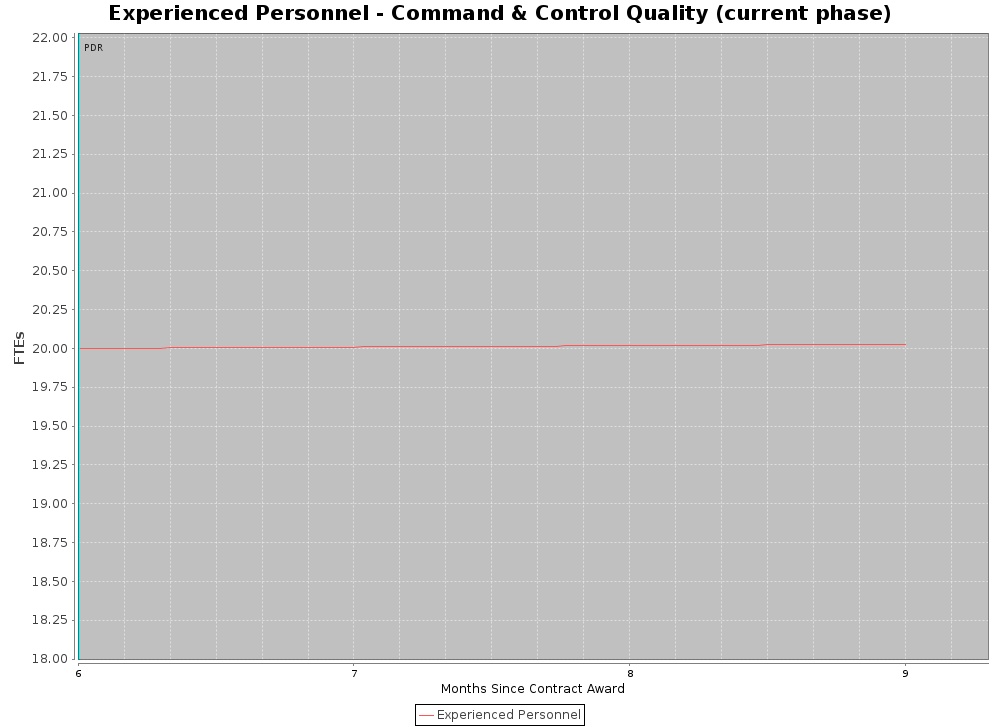 Experienced Personnel - Command & Control Quality (current phase)
22.00
PDR
21.75
21.50
21.25
21.00
20.75
20.50
20.25
20.00
FTEs
19.75
19.50
19.25
19.00
18.75
18.50
18.25
18.00
6 7 8 9
Months Since Contract Award
Experienced Personnel